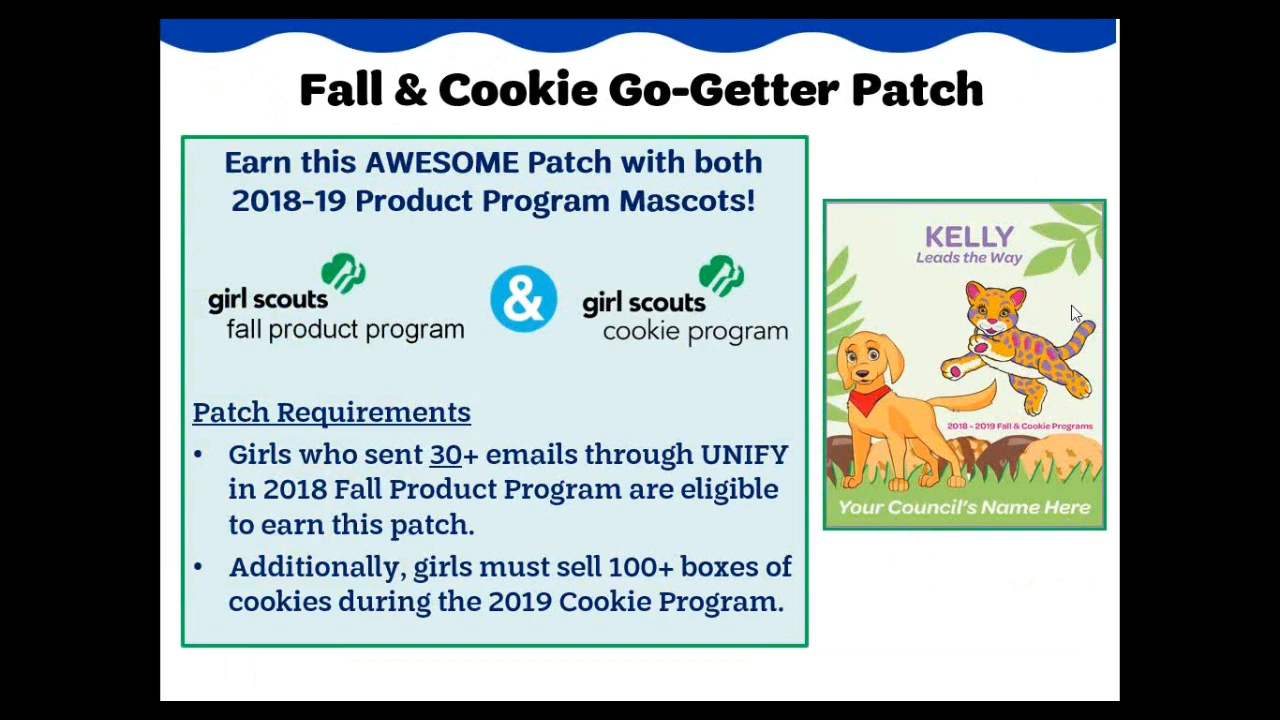 Fall & Cookie Go-Getter Patch
Earn this AWESOME Patch with both
2018-19 Product Program Mascots!
girl scouts
fall product program
&
girl scouts
cookie program
Patch Requirements
• Girls who sent 30+ emails through UNIFY
in 2018 Fall Product Program are eligible
to earn this patch.
• Additionally, girls must sell 100+ boxes of
cookies during the 2019 Cookie Program.
KELLY
Leads the Way
2018 - 2019 Fall & Cookie Programs
Your Council's Name Here